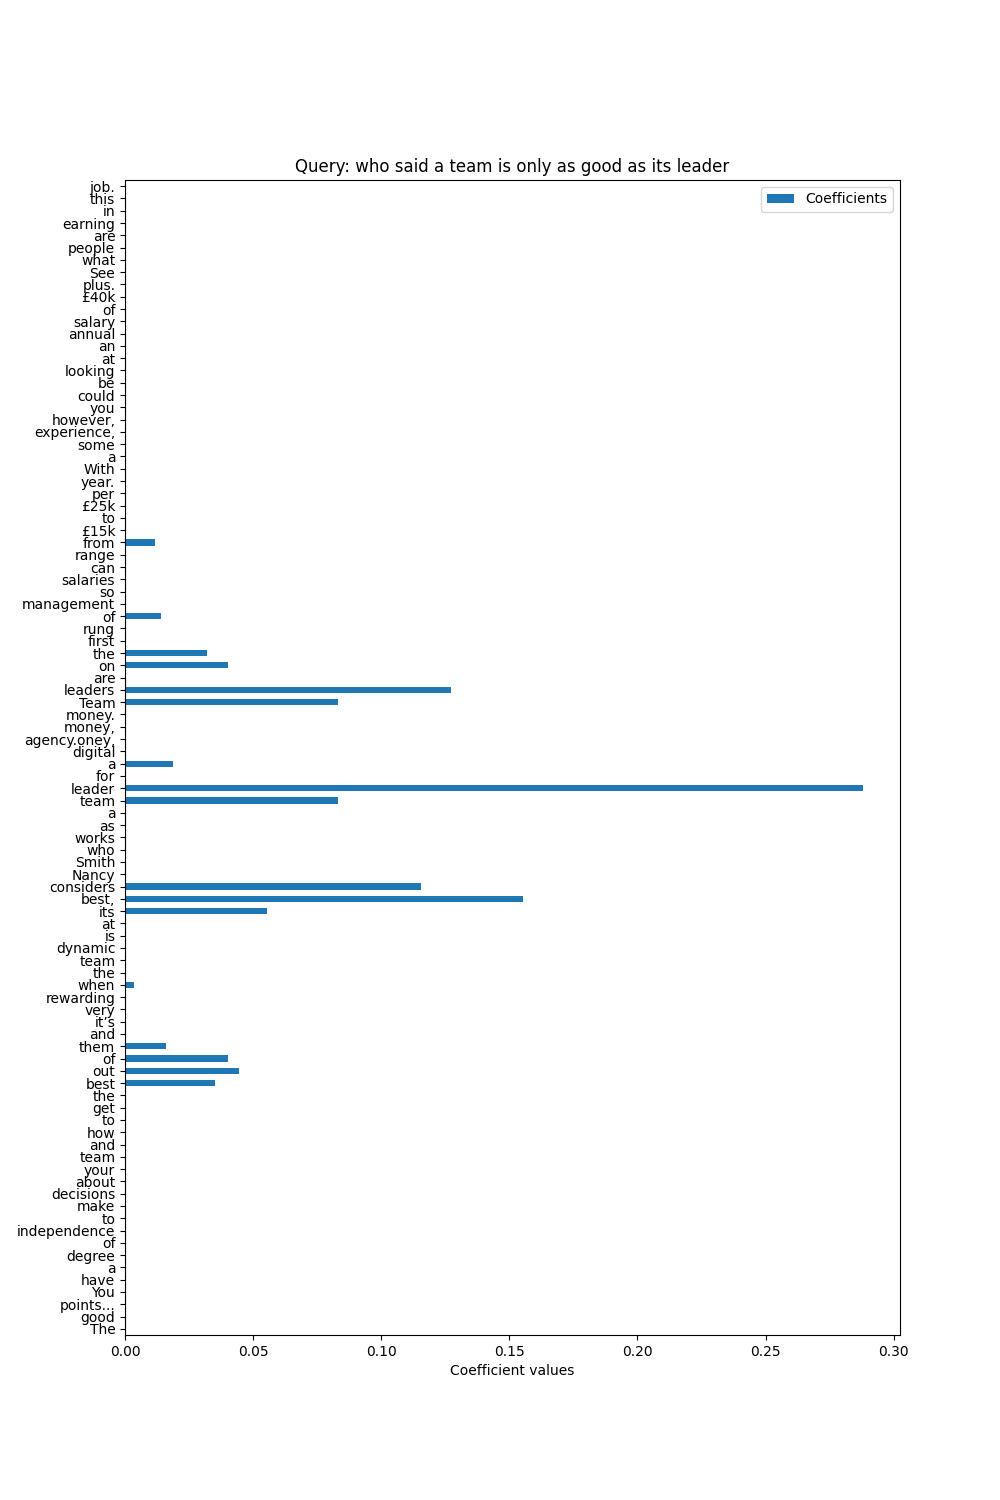 Query: who said a team is only as good as its leader
Coefficients
job.
this
in
earning
are
people
what
See
plus.
£40k
of
salary
annual
an
at
looking
be
could
you
however,
experience,
some
a
With
year.
per
£25k
to
£15k
from
range
can
salaries
so
management
of
rung
first
the
on
are
leaders
Team
money.
money,
agency.oney,
digital
a
for
leader
team
a
as
works
who
Smith
Nancy
considers
best,
its
at
is
dynamic
team
the
when
rewarding
very
it's
and
them
of
out
best
the
get
to
how
and
team
your
about
decisions
make
to
independence
of
degree
a
have
You
points...
good
The
0.00 0.05 0.10 0.15 0.20 0.25 0.30
Coefficient values